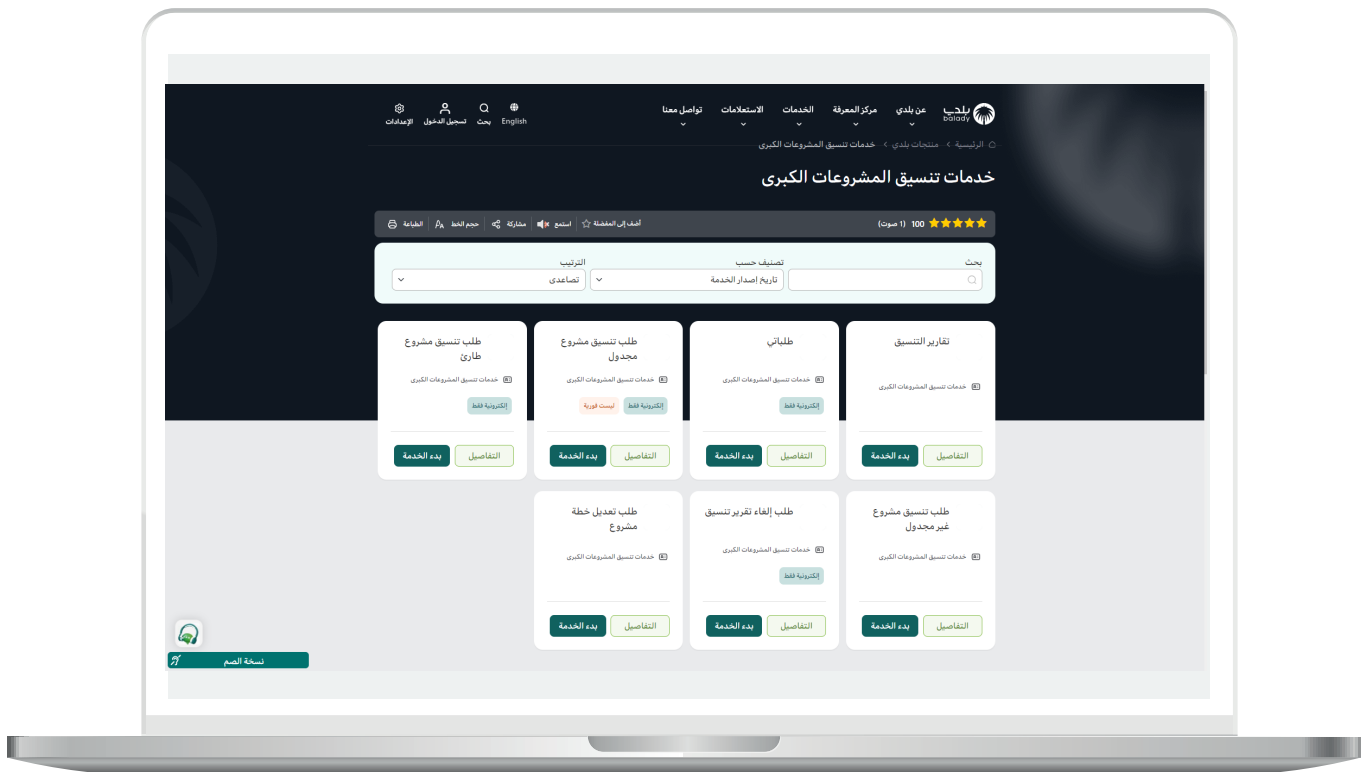 بلدي
balady
عن بلدي
مركز المعرفة
الخدمات
الاستعلامات
تواصل معنا
English
بحث
تسجيل الدخول
الإعدادات
الرئيسية > منتجات بلدي > خدمات تنسيق المشروعات الكبرى
خدمات تنسيق المشروعات الكبرى
100 (1 صوت)
أضف إلى المفضلة
استمع
مشاركة
حجم الخط
الطباعة
بحث
تصنيف حسب
الترتيب
تاريخ إصدار الخدمة
تصاعدى
تقارير التنسيق
خدمات تنسيق المشروعات الكبرى
التفاصيل
بدء الخدمة
طلباتي
خدمات تنسيق المشروعات الكبرى
إلكترونية فقط
التفاصيل
بدء الخدمة
طلب تنسيق مشروع
مجدول
خدمات تنسيق المشروعات الكبرى
إلكترونية فقط
ليست فورية
التفاصيل
بدء الخدمة
طلب تنسيق مشروع
طارئ
خدمات تنسيق المشروعات الكبرى
إلكترونية فقط
التفاصيل
بدء الخدمة
طلب تنسيق مشروع
غير مجدول
خدمات تنسيق المشروعات الكبرى
التفاصيل
بدء الخدمة
طلب إلغاء تقرير تنسيق
خدمات تنسيق المشروعات الكبرى
إلكترونية فقط
التفاصيل
بدء الخدمة
طلب تعديل خطة
مشروع
خدمات تنسيق المشروعات الكبرى
التفاصيل
بدء الخدمة
نسخة الصم